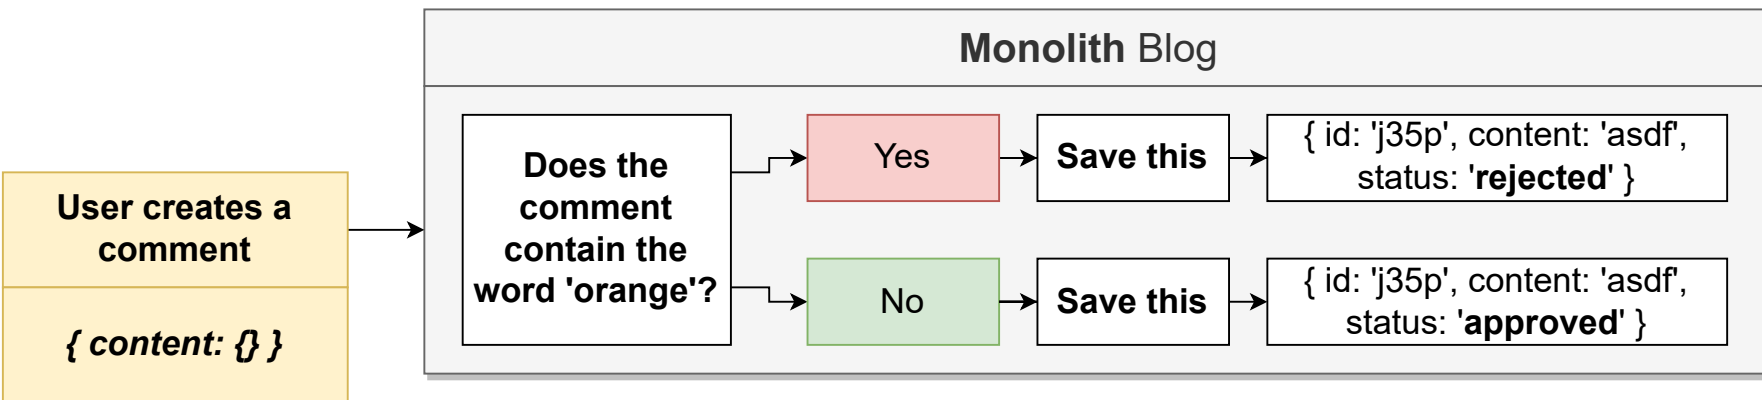 Monolith Blog
User creates a
comment
{ content: {} }
Does the
comment
contain the
word 'orange'?
Yes
Save this
{ id: 'j35p', content: 'asdf',
status: 'rejected' }
No
Save this
{ id: 'j35p', content: 'asdf',
status: 'approved' }